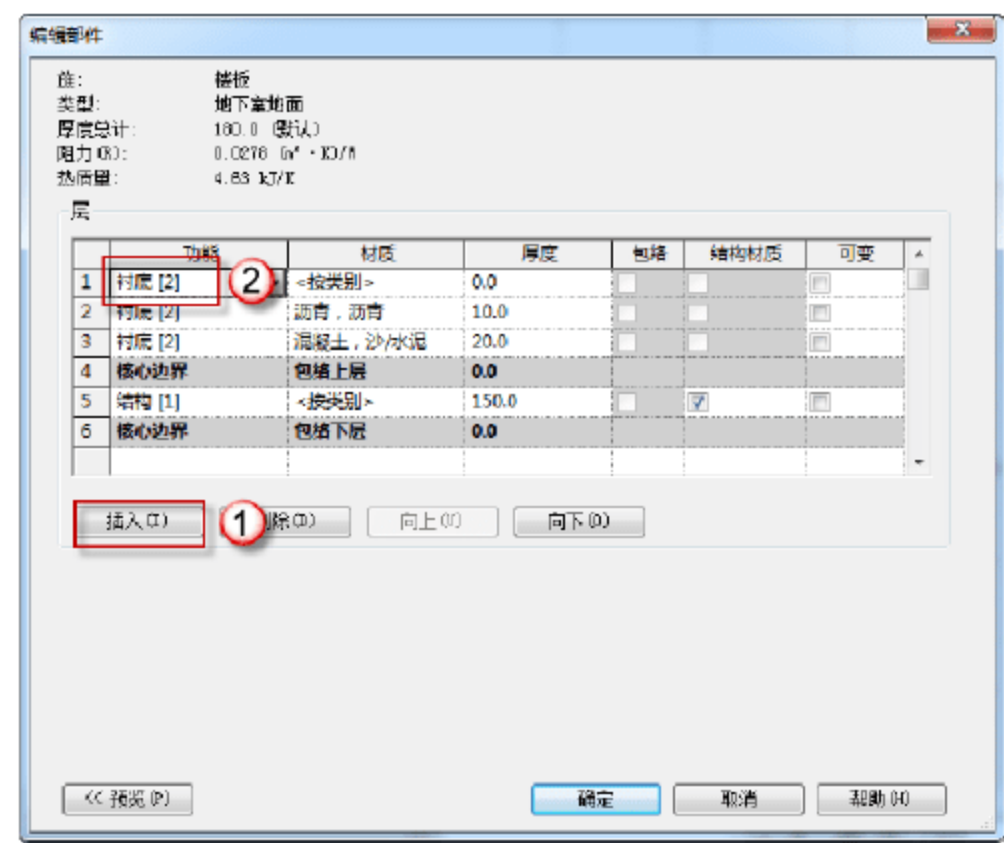 编辑部件
族: 楼板
类型: 地下室地面
厚度总计: 180.0 (默认)
阻力(R): 0.0278 (m²·K)/W
热质量: 4.83 kJ/K
层
功能 材质 厚度 包络 结构材质 可变
1 衬底 [2] <按类别> 0.0
2 衬底 [2] 沥青，沥青 10.0
3 衬底 [2] 混凝土，沙/水泥 20.0
4 核心边界 包络上层 0.0
5 结构 [1] <按类别> 150.0
6 核心边界 包络下层 0.0
②
插入(I) ① 除(D) 向上(U) 向下(O)
<< 预览(P) 确定 取消 帮助(H)